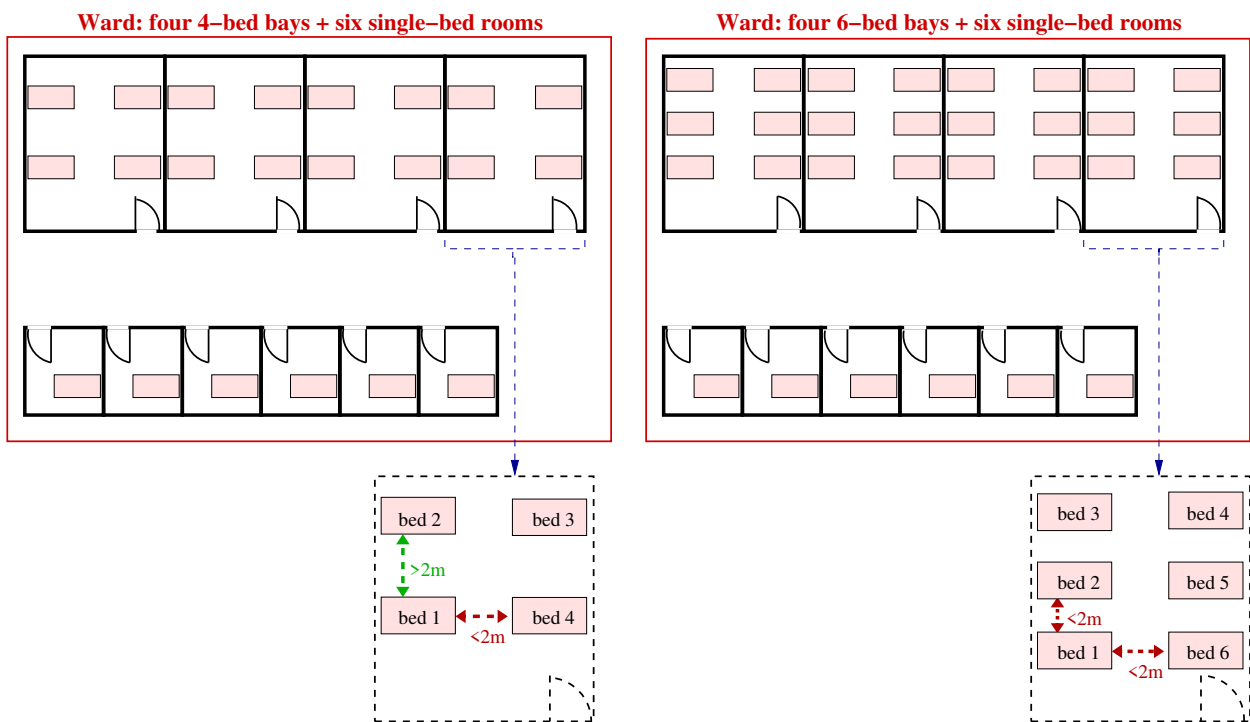 Ward: four 4−bed bays + six single−bed rooms
Ward: four 6−bed bays + six single−bed rooms
bed 2
bed 3
>2m
bed 1
bed 4
<2m
bed 3
bed 4
bed 2
bed 5
<2m
bed 1
bed 6
<2m